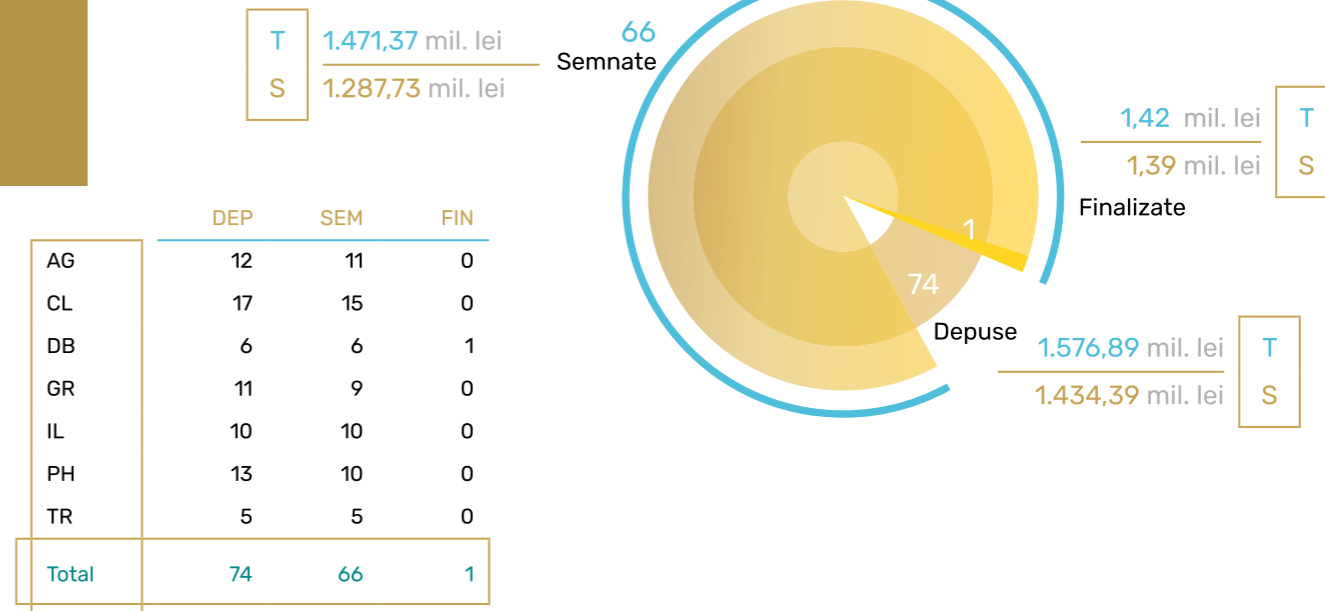 T 1.471,37 mil. lei
S 1.287,73 mil. lei
66
Semnate
1,42 mil. lei T
1,39 mil. lei S
Finalizate
1
74
Depuse
1.576,89 mil. lei T
1.434,39 mil. lei S
DEP SEM FIN
AG 12 11 0
CL 17 15 0
DB 6 6 1
GR 11 9 0
IL 10 10 0
PH 13 10 0
TR 5 5 0
Total 74 66 1